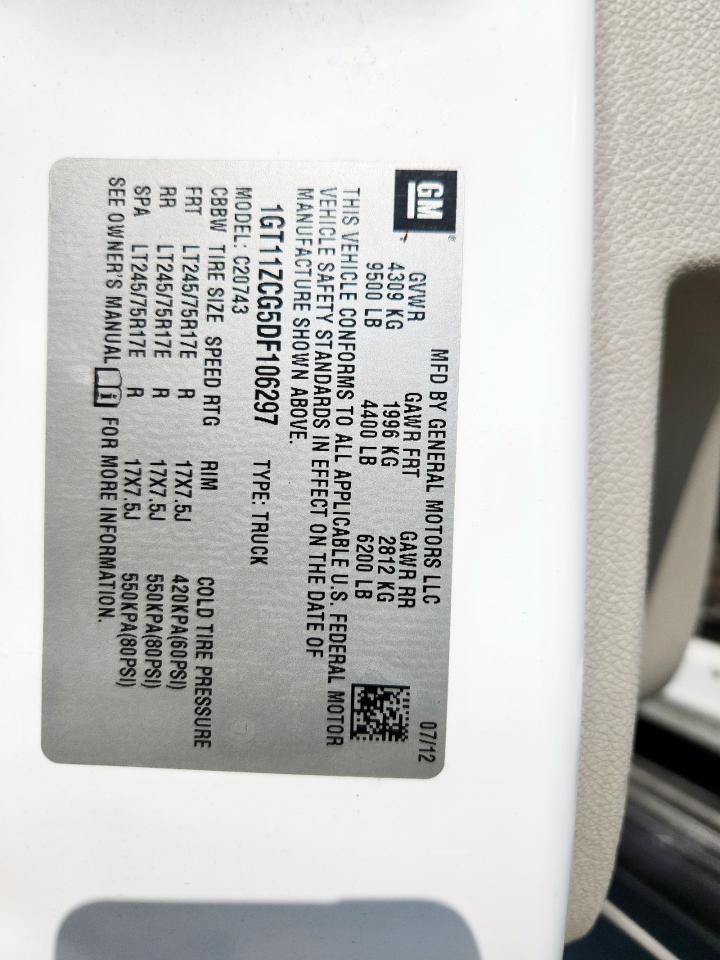 GM
MFD BY GENERAL MOTORS LLC 07/12
GVWR GAWR FRT GAWR RR
4309 KG 1996 KG 2812 KG
9500 LB 4400 LB 6200 LB
THIS VEHICLE CONFORMS TO ALL APPLICABLE U.S. FEDERAL MOTOR
VEHICLE SAFETY STANDARDS IN EFFECT ON THE DATE OF
MANUFACTURE SHOWN ABOVE.
1GT11ZCG5DF106297 TYPE: TRUCK
MODEL: C20743
CBBW TIRE SIZE SPEED RTG RIM COLD TIRE PRESSURE
FRT LT245/75R17E R 17X7.5J 420KPA(60PSI)
RR LT245/75R17E R 17X7.5J 550KPA(80PSI)
SPA LT245/75R17E R 17X7.5J 550KPA(80PSI)
SEE OWNER'S MANUAL i FOR MORE INFORMATION.